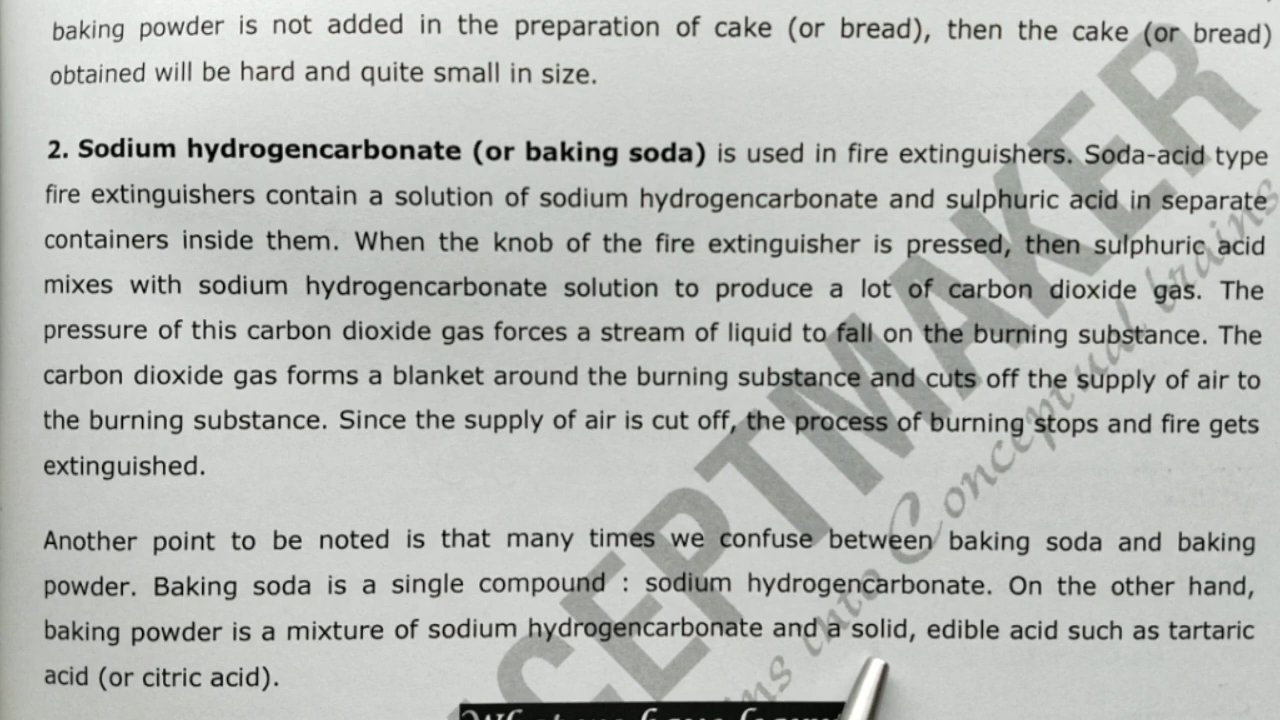 baking powder is not added in the preparation of cake (or bread), then the cake (or bread)
obtained will be hard and quite small in size.
2. Sodium hydrogencarbonate (or baking soda) is used in fire extinguishers. Soda-acid type
fire extinguishers contain a solution of sodium hydrogencarbonate and sulphuric acid in separate
containers inside them. When the knob of the fire extinguisher is pressed, then sulphuric acid
mixes with sodium hydrogencarbonate solution to produce a lot of carbon dioxide gas. The
pressure of this carbon dioxide gas forces a stream of liquid to fall on the burning substance. The
carbon dioxide gas forms a blanket around the burning substance and cuts off the supply of air to
the burning substance. Since the supply of air is cut off, the process of burning stops and fire gets
extinguished.
Another point to be noted is that many times we confuse between baking soda and baking
powder. Baking soda is a single compound : sodium hydrogencarbonate. On the other hand,
baking powder is a mixture of sodium hydrogencarbonate and a solid, edible acid such as tartaric
acid (or citric acid).
CEPTMAKER
into Conceptual brains